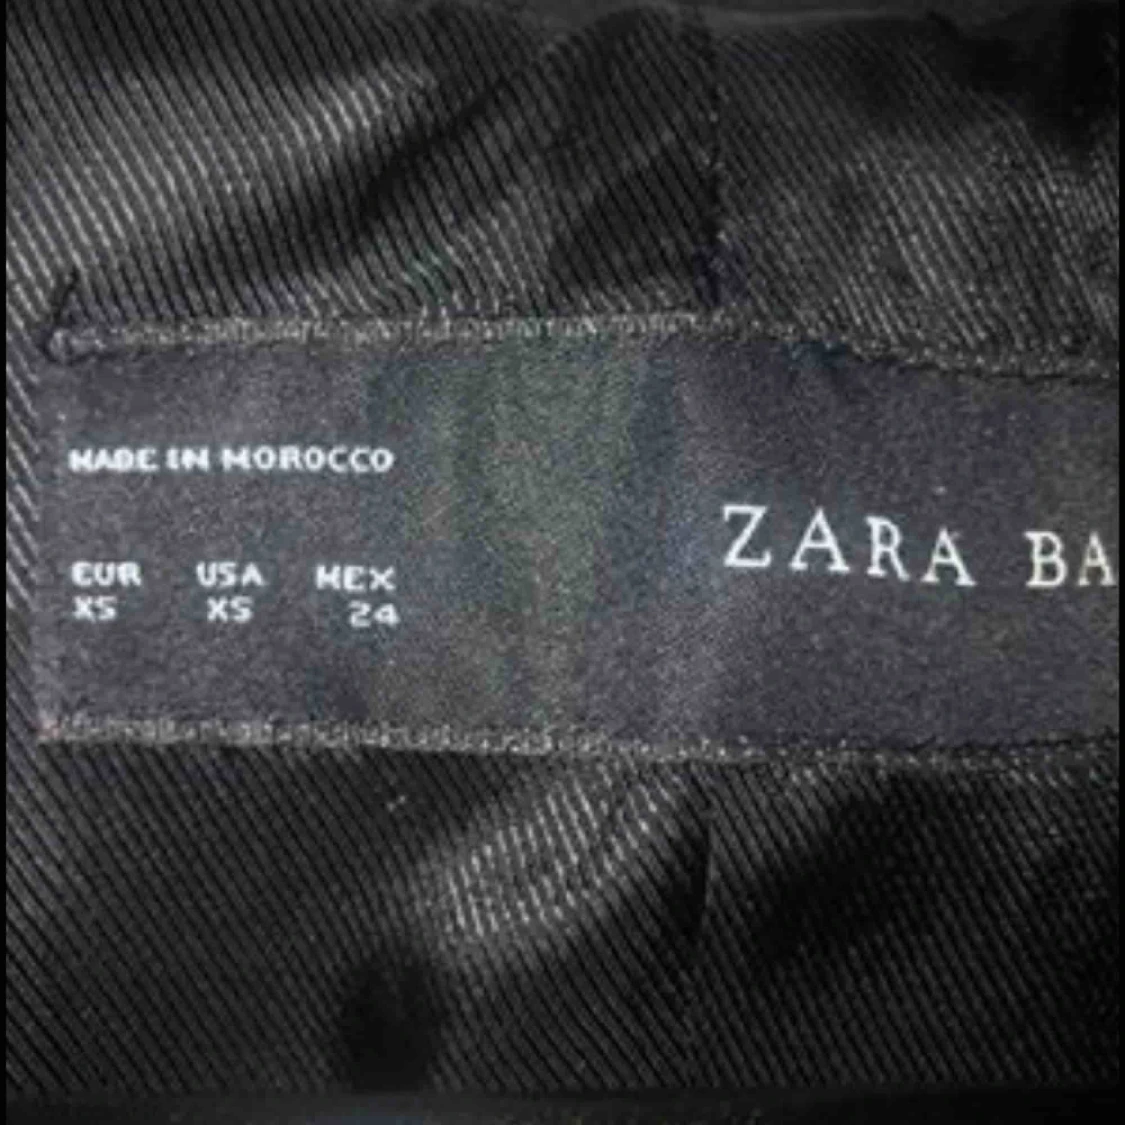 MADE IN MOROCCO
EUR USA MEX
XS XS 24
ZARA BA